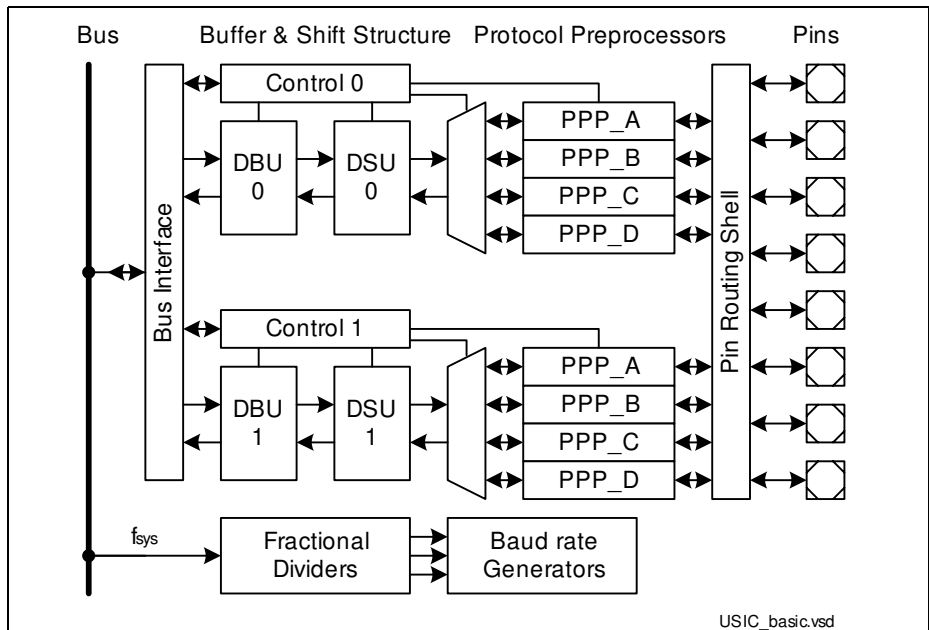 Bus Buffer & Shift Structure Protocol Preprocessors Pins
Bus Interface
Control 0
DBU
0
DSU
0
PPP_A
PPP_B
PPP_C
PPP_D
Pin Routing Shell
Control 1
DBU
1
DSU
1
PPP_A
PPP_B
PPP_C
PPP_D
fsys
Fractional
Dividers
Baud rate
Generators
USIC_basic.vsd